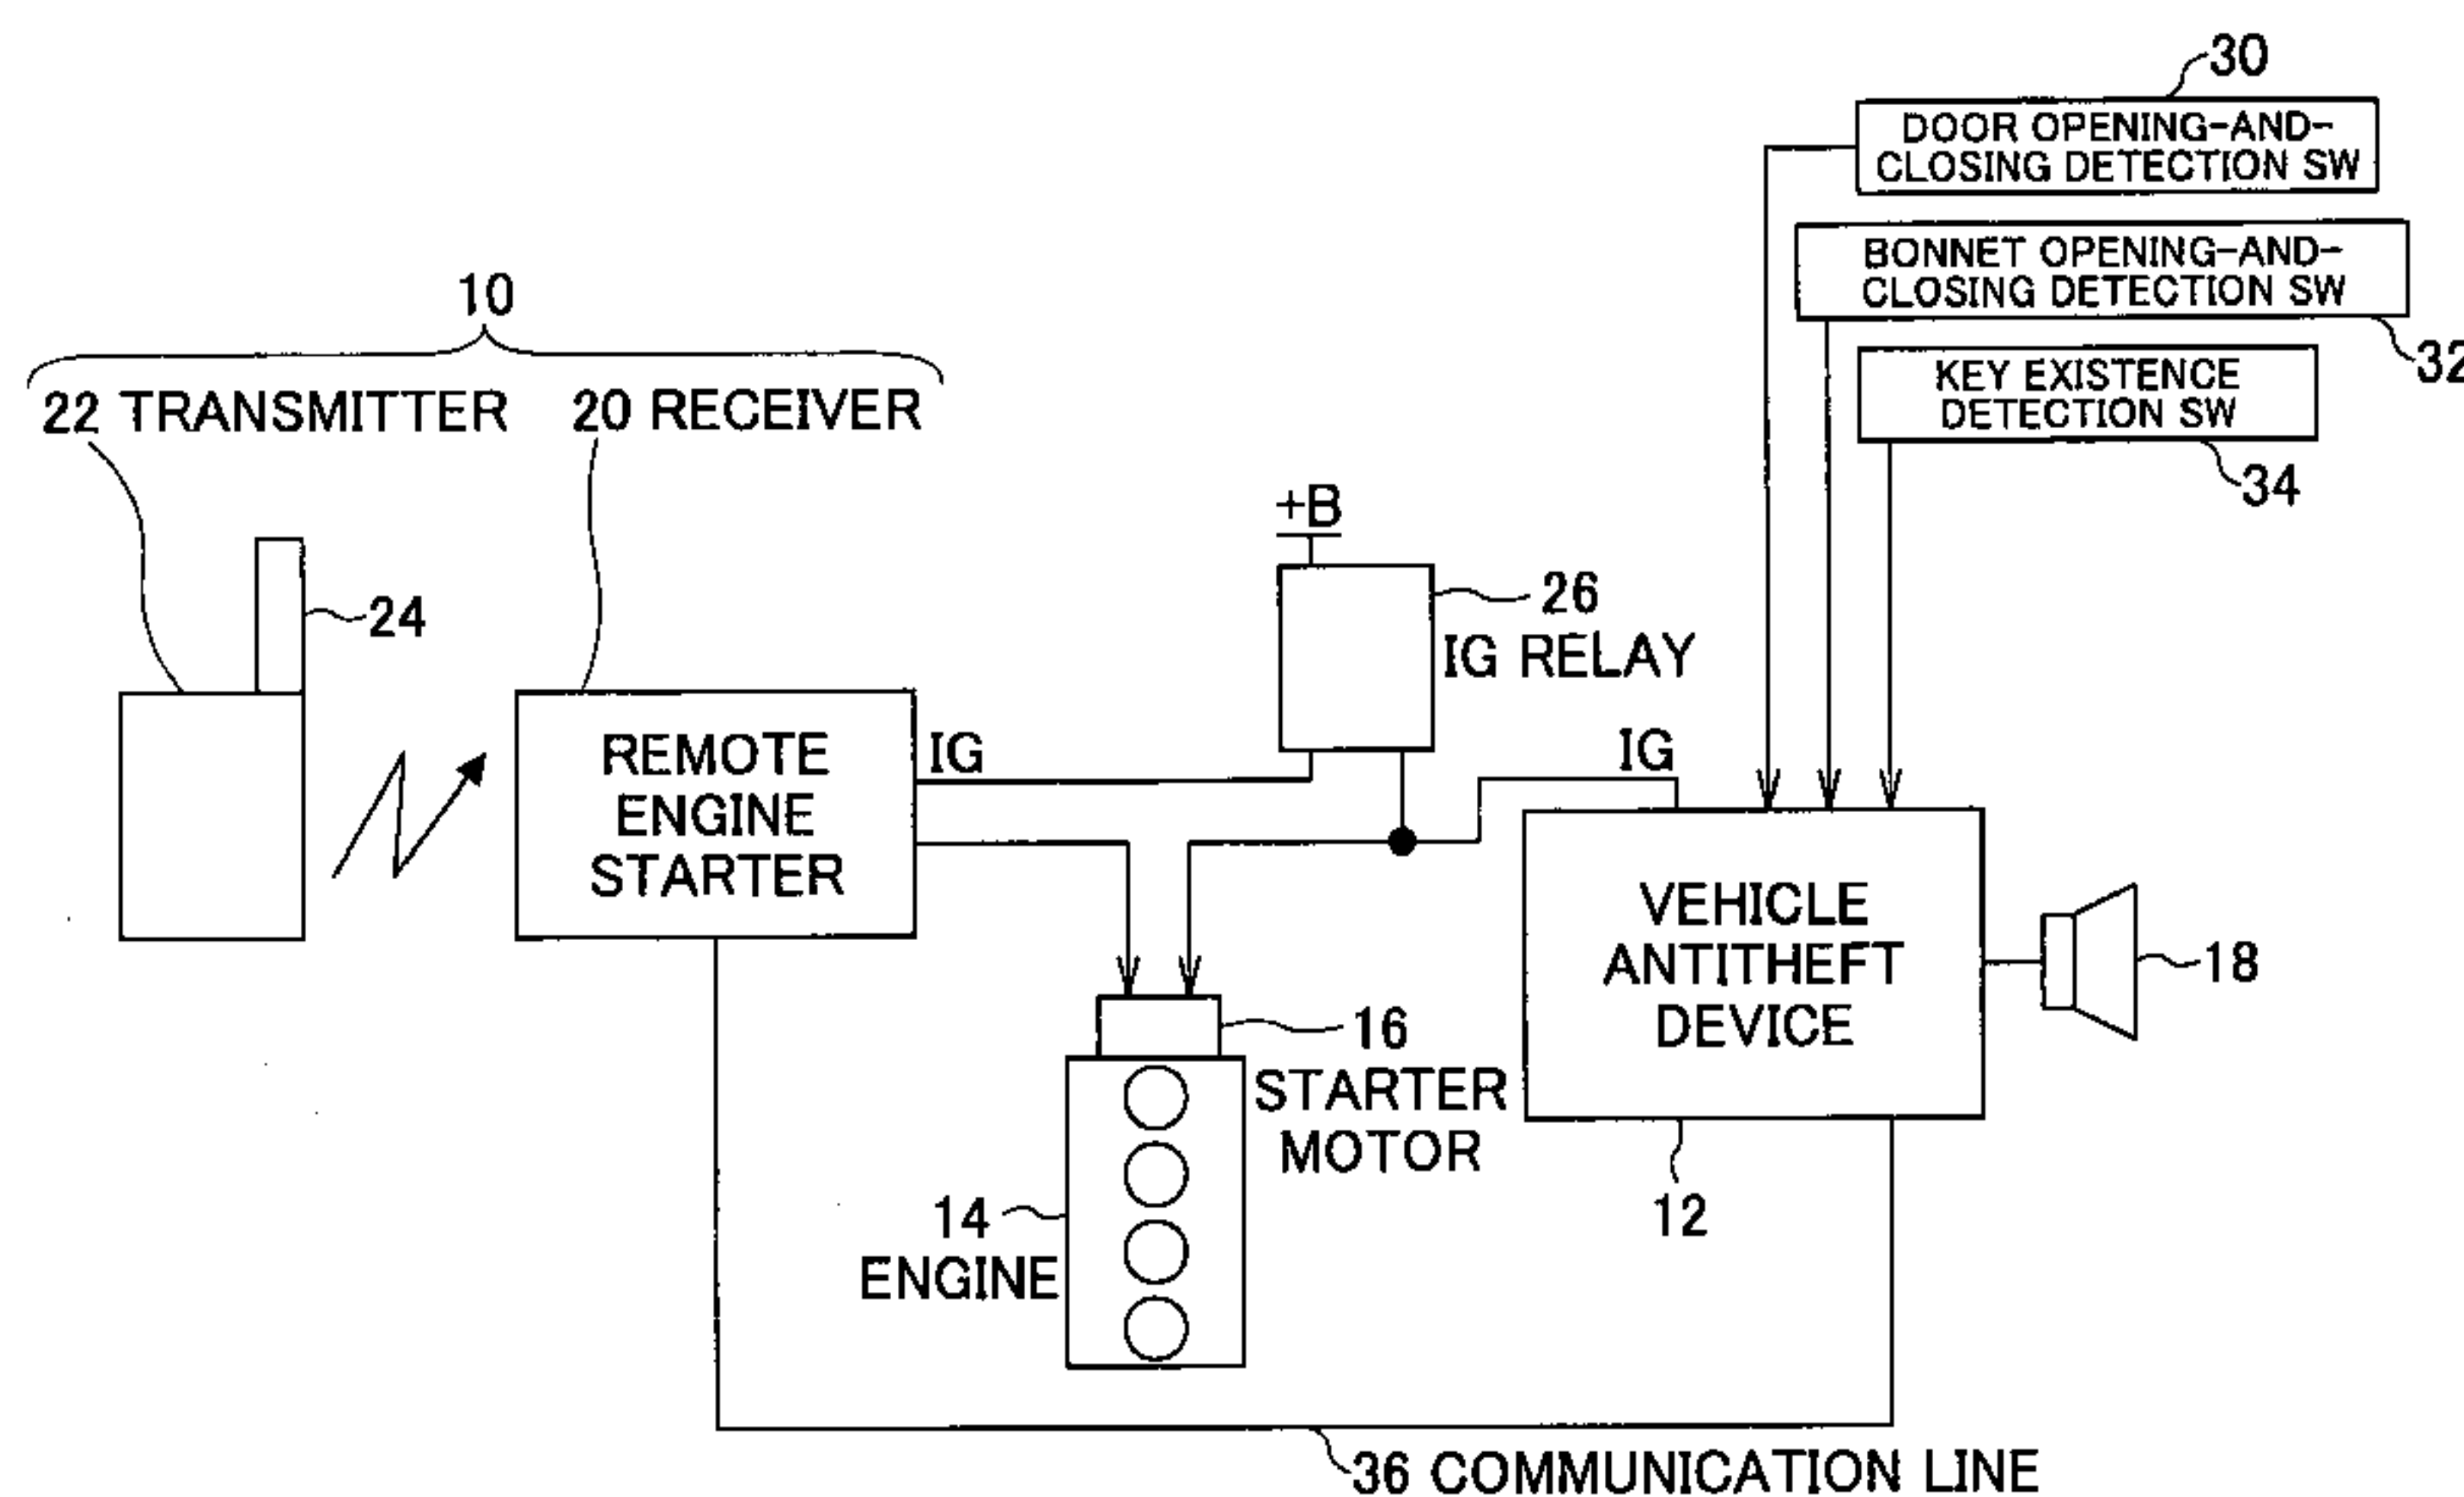 30
DOOR OPENING-AND-
CLOSING DETECTION SW
BONNET OPENING-AND-
CLOSING DETECTION SW
32
KEY EXISTENCE
DETECTION SW
34
10
22 TRANSMITTER
20 RECEIVER
24
+B
26
IG RELAY
REMOTE
ENGINE
STARTER
IG
IG
VEHICLE
ANTITHEFT
DEVICE
18
16
STARTER
MOTOR
12
14
ENGINE
36 COMMUNICATION LINE